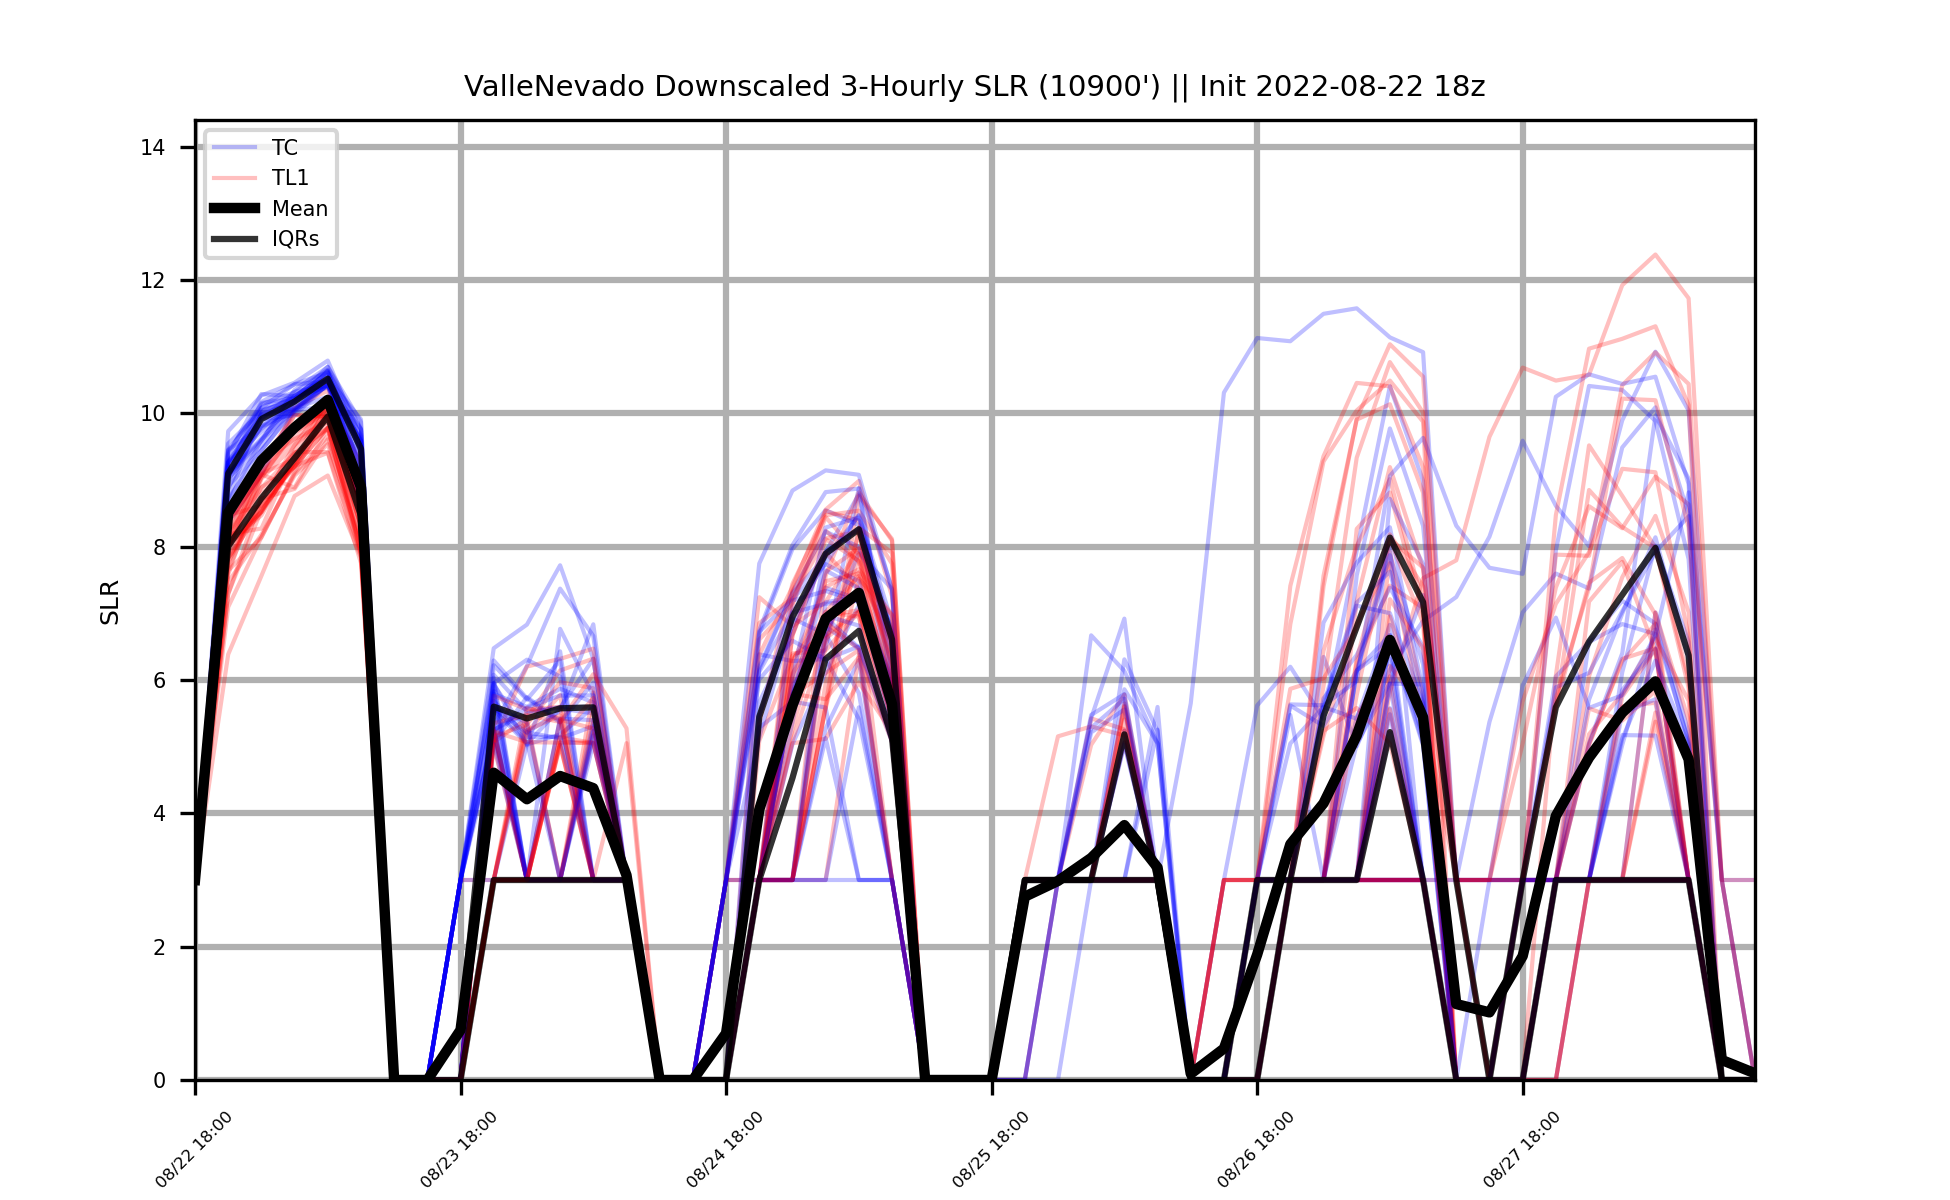 ValleNevado Downscaled 3-Hourly SLR (10900') || Init 2022-08-22 18z
TC
TL1
Mean
IQRs
SLR
14
12
10
8
6
4
2
0
08/22 18:00
08/23 18:00
08/24 18:00
08/25 18:00
08/26 18:00
08/27 18:00